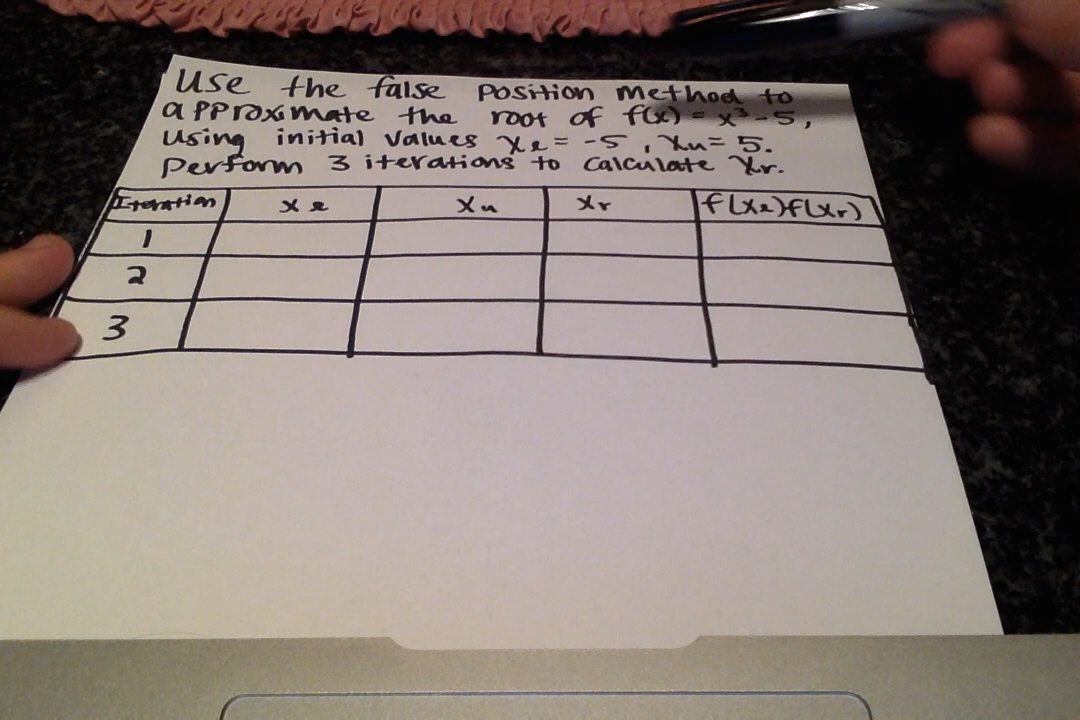 Use the false position method to
approximate the root of f(x) = x³-5,
Using initial values xℓ = -5, xu = 5.
Perform 3 iterations to calculate xr.
Iteration xℓ xu xr f(xℓ)f(xr)
1
2
3